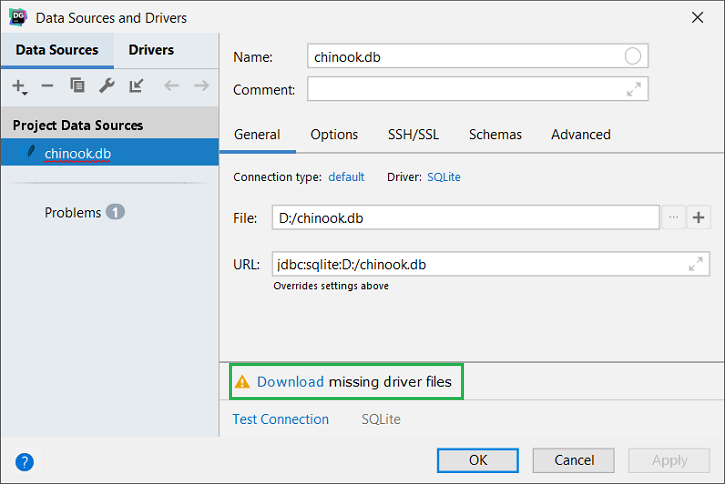 DG Data Sources and Drivers
Data Sources Drivers
Project Data Sources
chinook.db
Problems 1
Name: chinook.db
Comment:
General Options SSH/SSL Schemas Advanced
Connection type: default Driver: SQLite
File: D:/chinook.db ...
URL: jdbc:sqlite:D:/chinook.db
Overrides settings above
Download missing driver files
Test Connection SQLite
? OK Cancel Apply